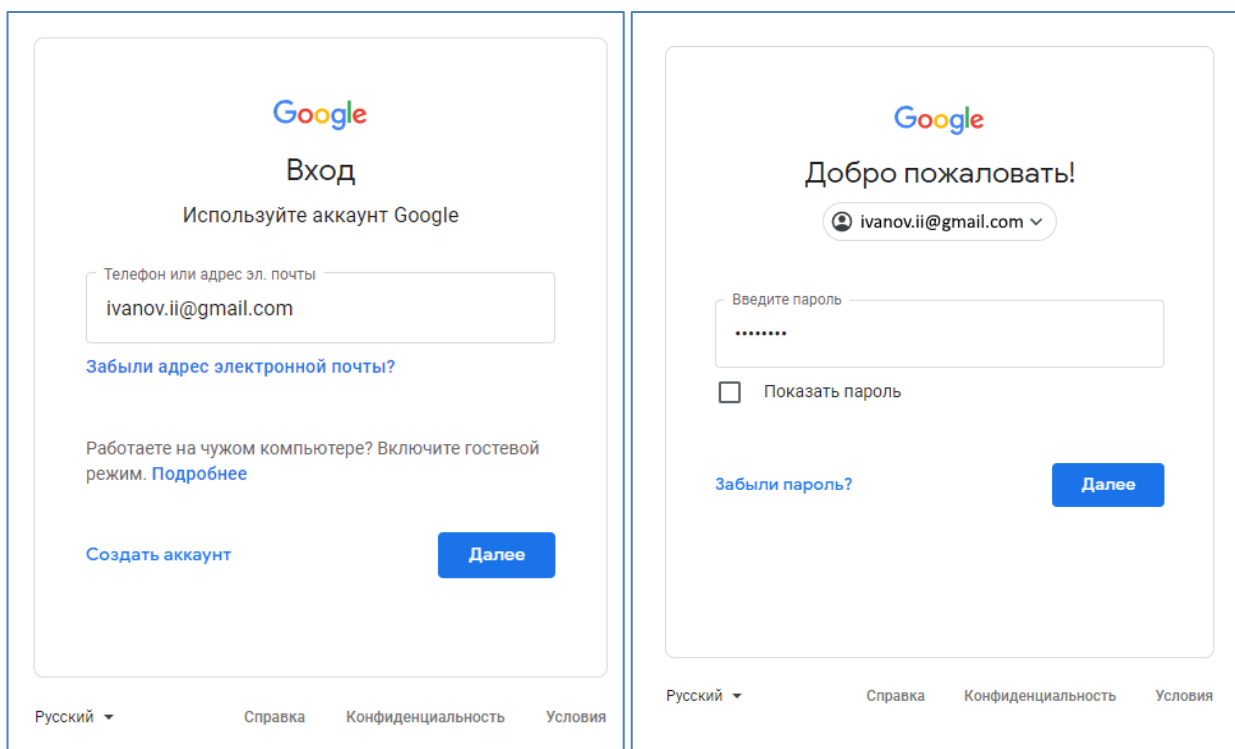 Google
Вход
Используйте аккаунт Google
Телефон или адрес эл. почты
ivanov.ii@gmail.com
Забыли адрес электронной почты?
Работаете на чужом компьютере? Включите гостевой
режим. Подробнее
Создать аккаунт
Далее
Русский
Справка
Конфиденциальность
Условия
Google
Добро пожаловать!
ivanov.ii@gmail.com
Введите пароль
••••••••
Показать пароль
Забыли пароль?
Далее
Русский
Справка
Конфиденциальность
Условия